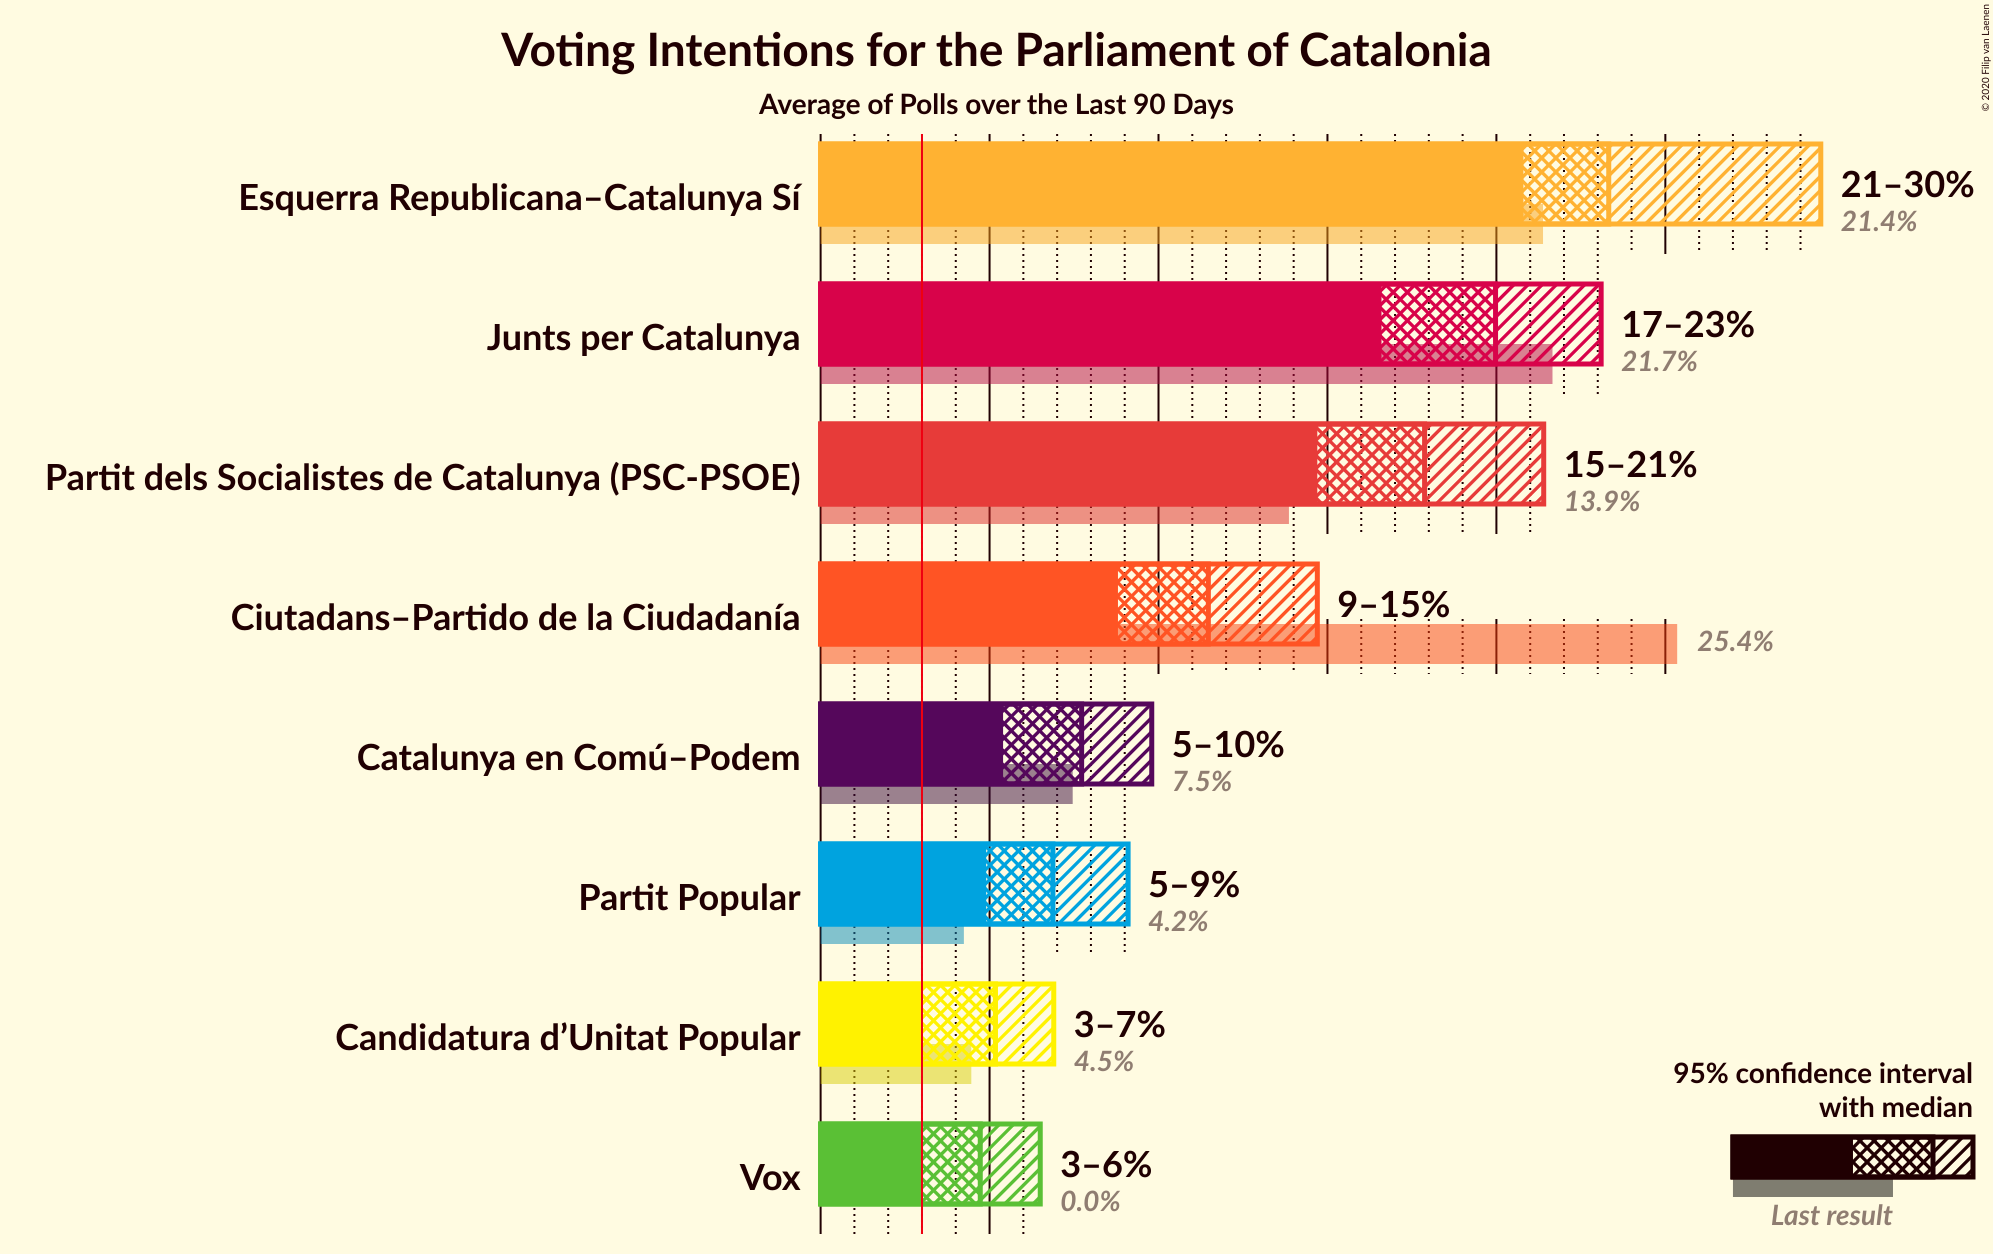 Voting Intentions for the Parliament of Catalonia
Average of Polls over the Last 90 Days
© 2020 Filip van Laenen
Esquerra Republicana–Catalunya Sí
21–30%
21.4%
Junts per Catalunya
17–23%
21.7%
Partit dels Socialistes de Catalunya (PSC-PSOE)
15–21%
13.9%
Ciutadans–Partido de la Ciudadanía
9–15%
25.4%
Catalunya en Comú–Podem
5–10%
7.5%
Partit Popular
5–9%
4.2%
Candidatura d’Unitat Popular
3–7%
4.5%
Vox
3–6%
0.0%
95% confidence interval
with median
Last result